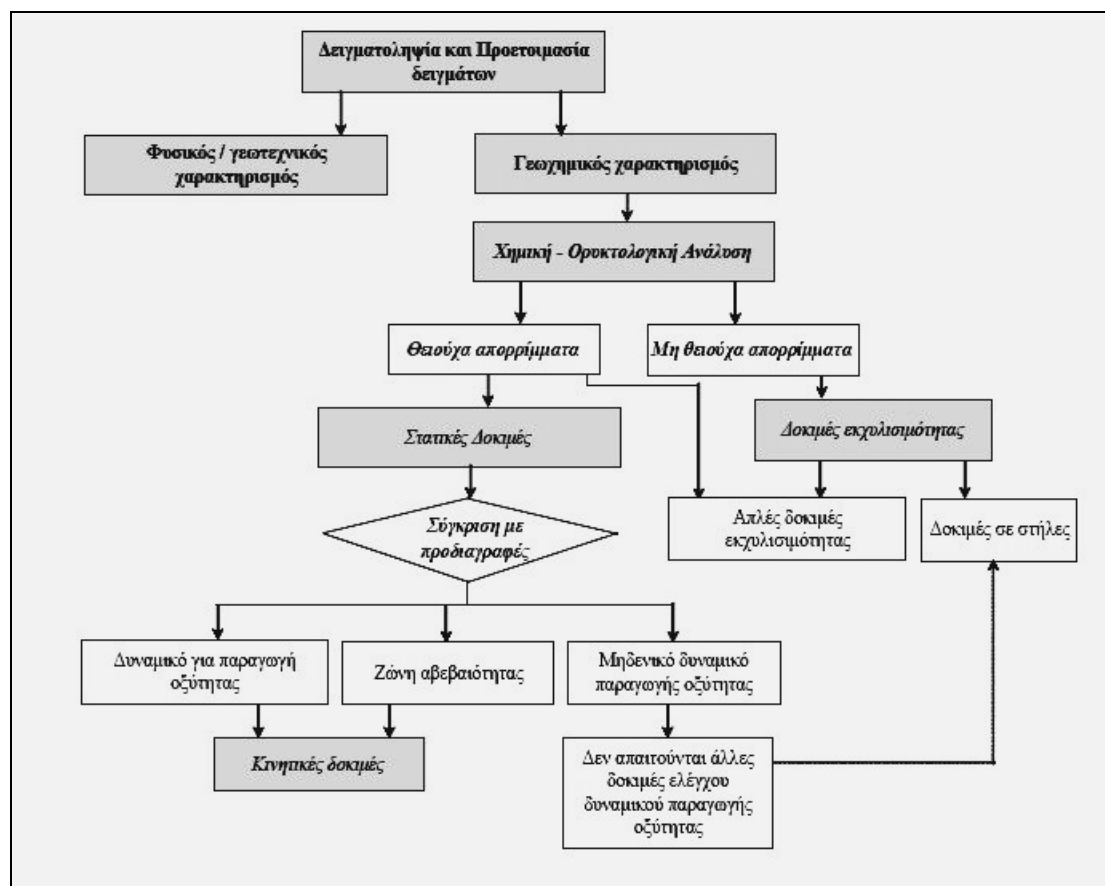 Δειγματοληψία και Προετοιμασία
δειγμάτων
Φυσικός / γεωτεχνικός
χαρακτηρισμός
Γεωχημικός χαρακτηρισμός
Χημική - Ορυκτολογική Ανάλυση
Θειούχα απορρίμματα
Μη θειούχα απορρίμματα
Στατικές Δοκιμές
Δοκιμές εκχυλισιμότητας
Σύγκριση με
προδιαγραφές
Απλές δοκιμές
εκχυλισιμότητας
Δοκιμές σε στήλες
Δυναμικό για παραγωγή
οξύτητας
Ζώνη αβεβαιότητας
Μηδενικό δυναμικό
παραγωγής οξύτητας
Κινητικές δοκιμές
Δεν απαιτούνται άλλες
δοκιμές ελέγχου
δυναμικού παραγωγής
οξύτητας